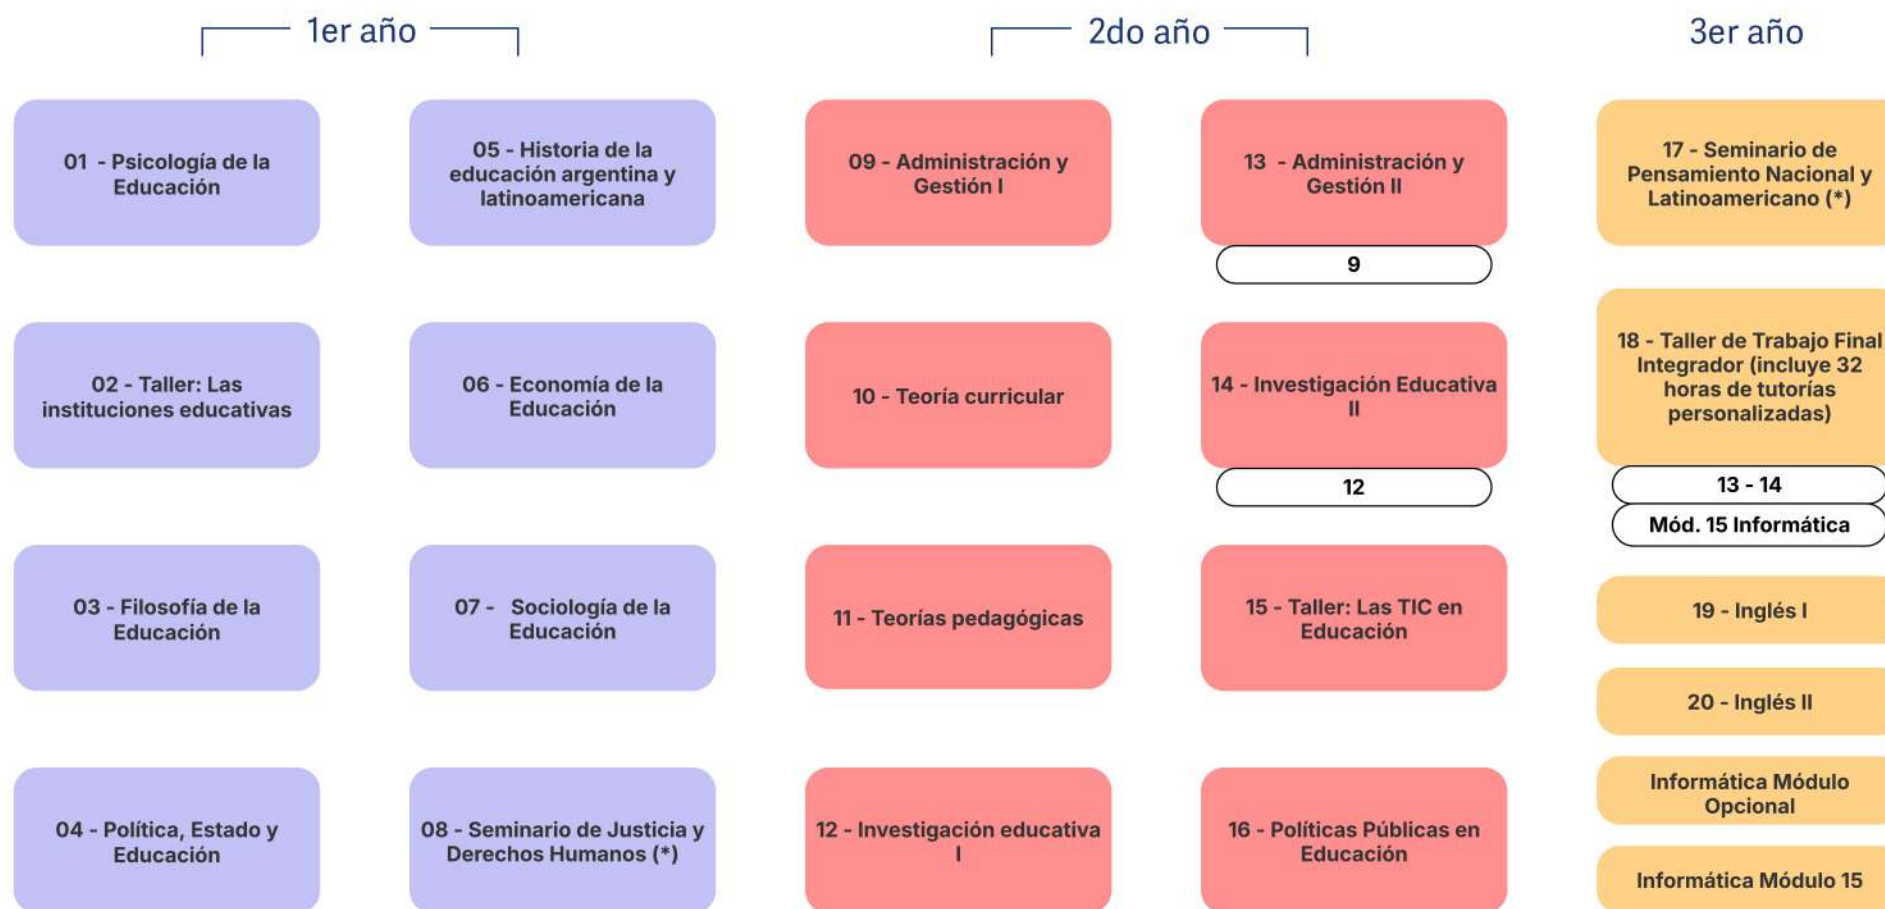 1er año
01 - Psicología de la
Educación
02 - Taller: Las
instituciones educativas
03 - Filosofía de la
Educación
04 - Política, Estado y
Educación
05 - Historia de la
educación argentina y
latinoamericana
06 - Economía de la
Educación
07 - Sociología de la
Educación
08 - Seminario de Justicia y
Derechos Humanos (*)
2do año
09 - Administración y
Gestión I
10 - Teoría curricular
11 - Teorías pedagógicas
12 - Investigación educativa
I
13 - Administración y
Gestión II
9
14 - Investigación Educativa
II
12
15 - Taller: Las TIC en
Educación
16 - Políticas Públicas en
Educación
3er año
17 - Seminario de
Pensamiento Nacional y
Latinoamericano (*)
18 - Taller de Trabajo Final
Integrador (incluye 32
horas de tutorías
personalizadas)
13 - 14
Mód. 15 Informática
19 - Inglés I
20 - Inglés II
Informática Módulo
Opcional
Informática Módulo 15